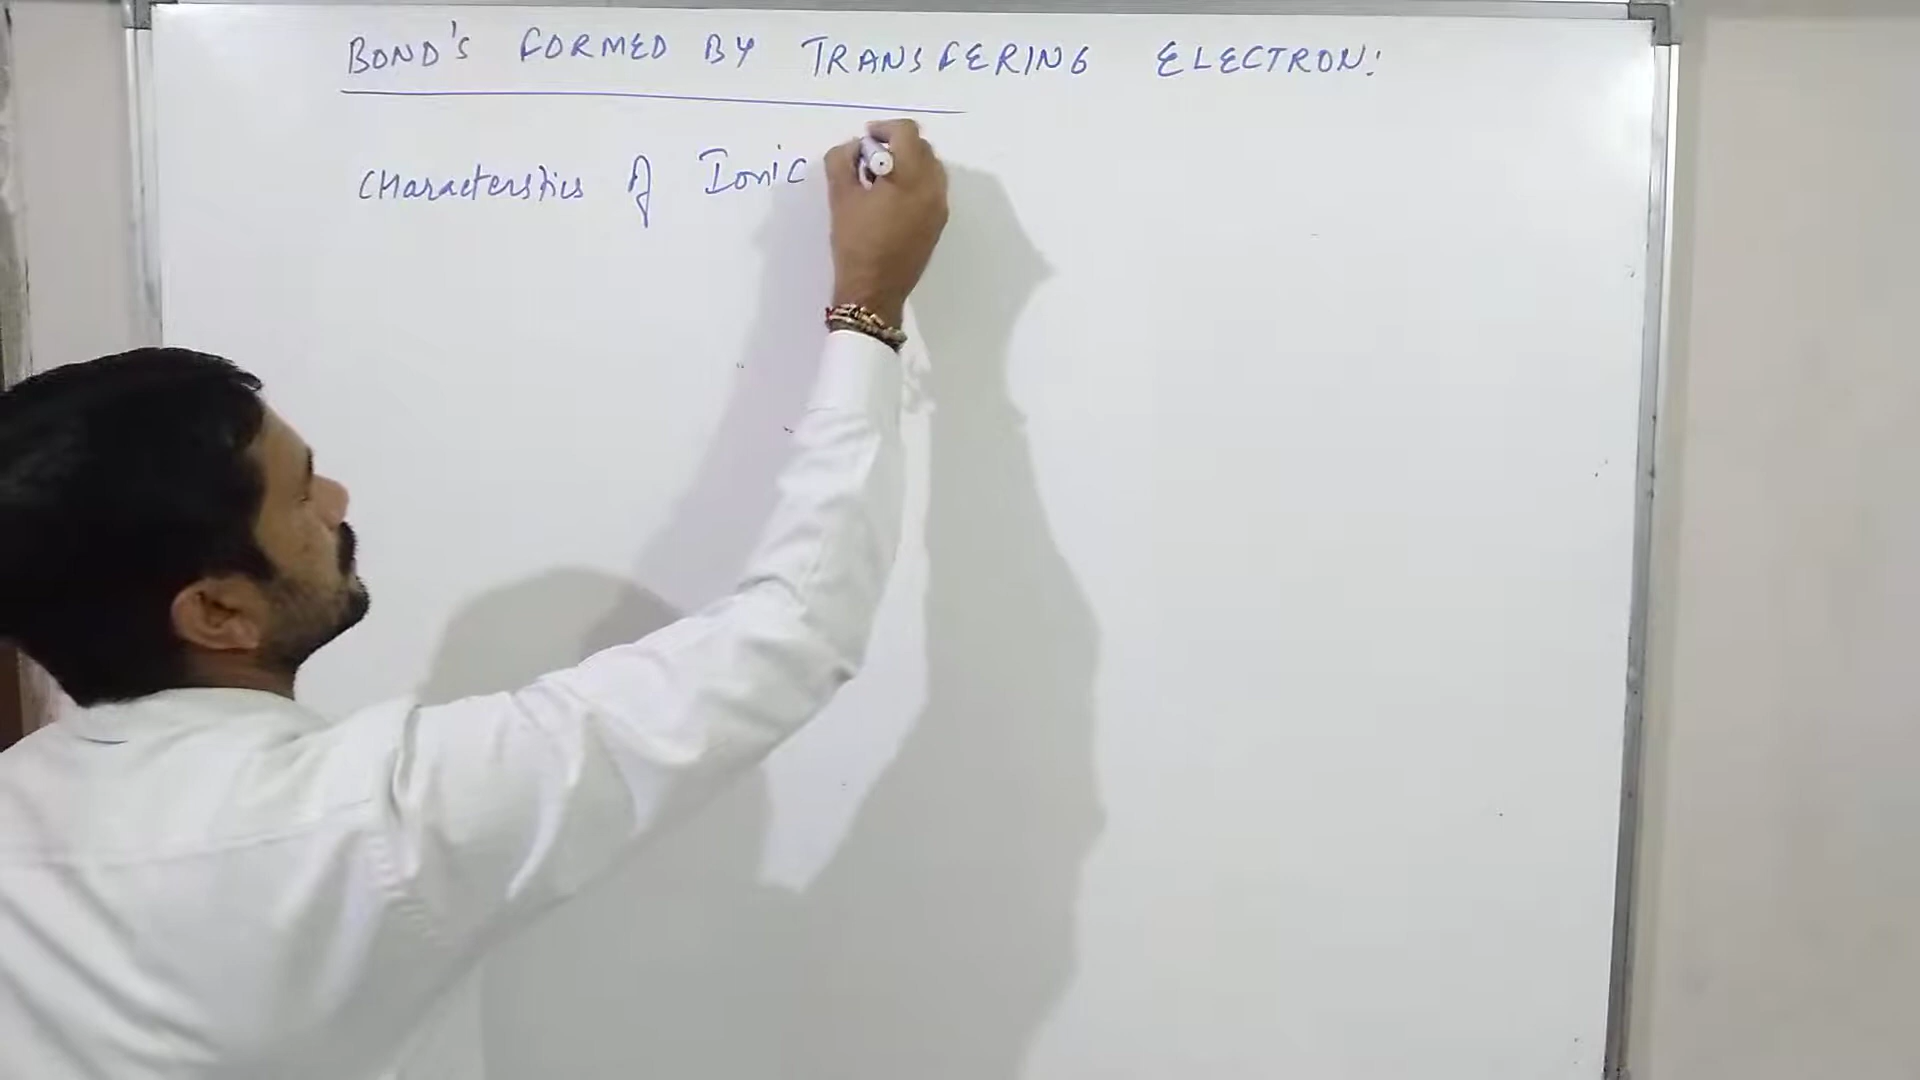 BOND'S FORMED BY TRANSFERING ELECTRON:
CHaracterstics of Ionic